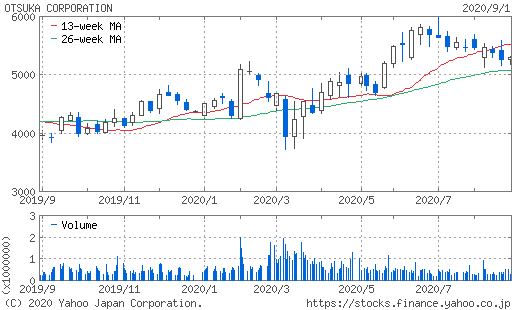 OTSUKA CORPORATION 2020/9/1
6000
13-week MA
26-week MA
5000
4000
3000
2019/9 2019/11 2020/1 2020/3 2020/5 2020/7
3
Volume
2
1
0
(x1000000)
2019/9 2019/11 2020/1 2020/3 2020/5 2020/7
(C) 2020 Yahoo Japan Corporation. https://stocks.finance.yahoo.co.jp